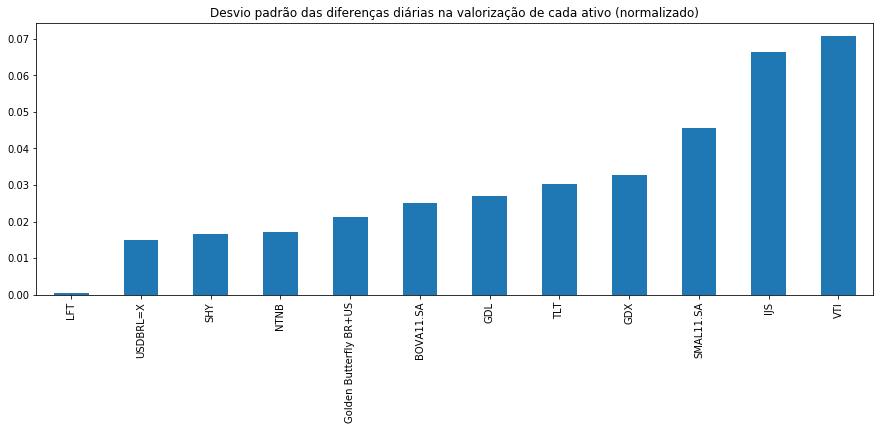 Desvio padrão das diferenças diárias na valorização de cada ativo (normalizado)
0.07
0.06
0.05
0.04
0.03
0.02
0.01
0.00
LFT
USDBRL=X
SHY
NTNB
Golden Butterfly BR+US
BOVA11.SA
GDL
TLT
GDX
SMAL11.SA
IJS
VTI